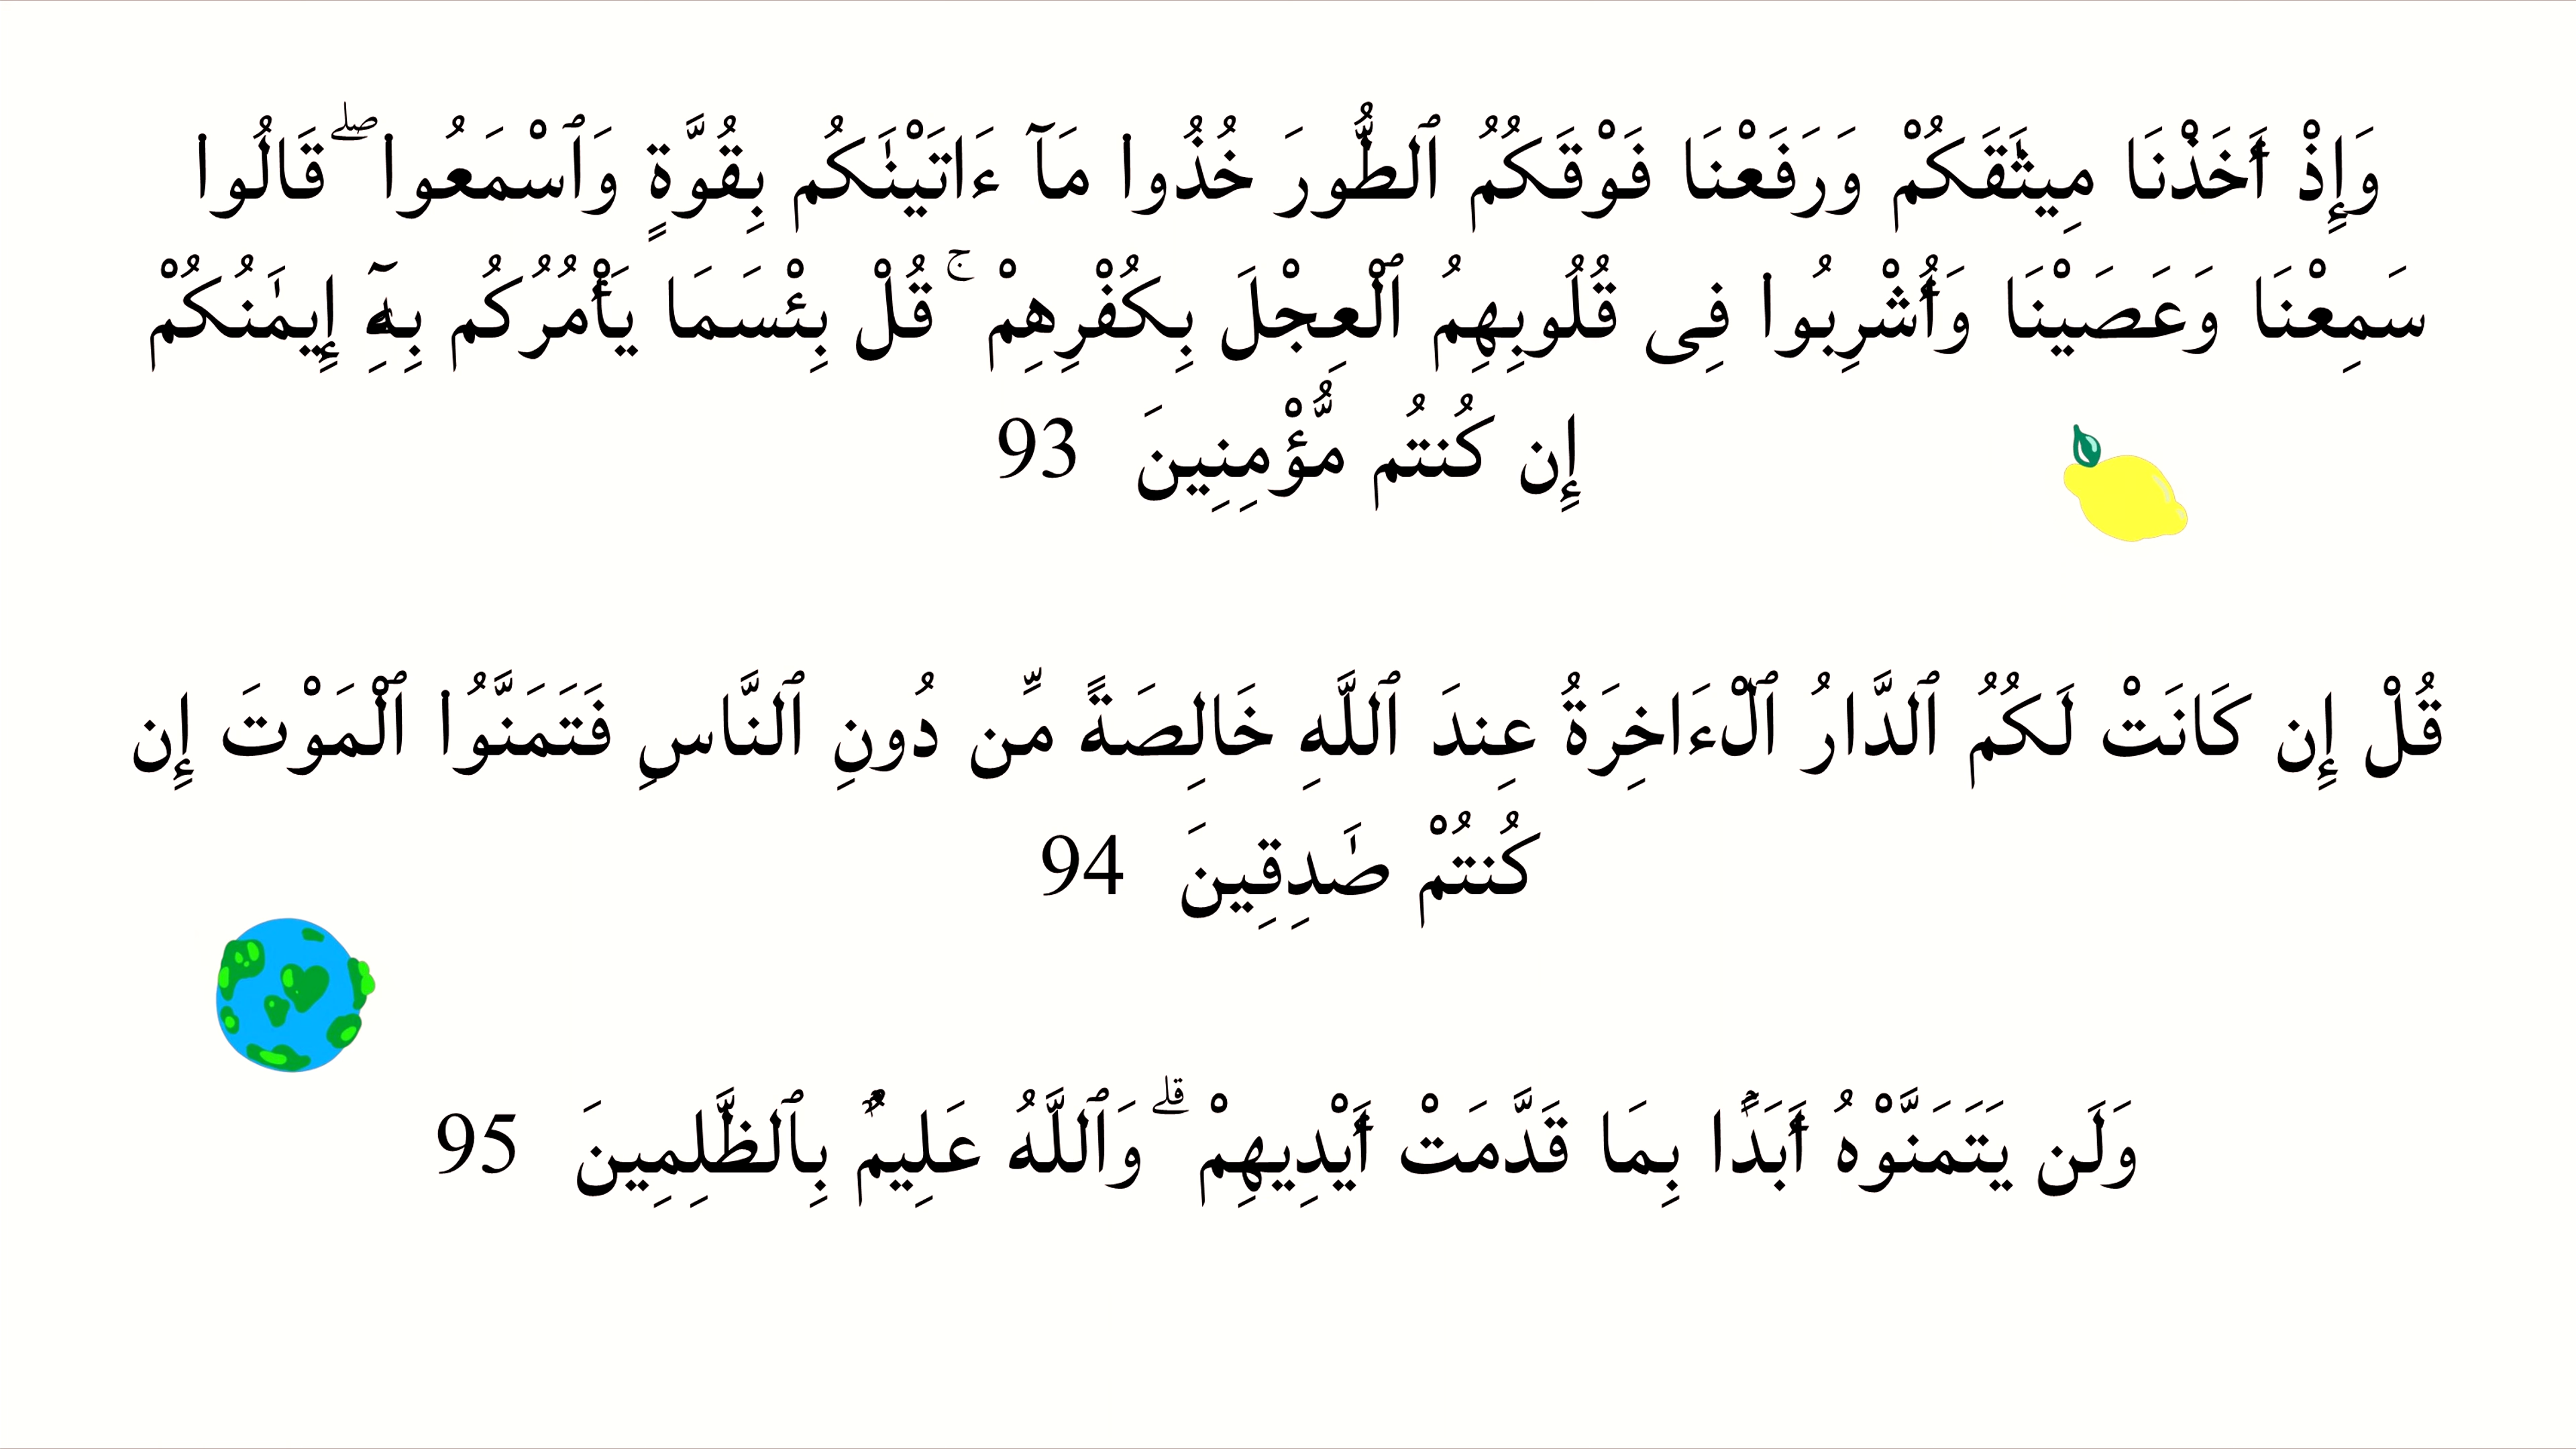 وَإِذْ أَخَذْنَا مِيثَٰقَكُمْ وَرَفَعْنَا فَوْقَكُمُ ٱلطُّورَ خُذُوا مَآ ءَاتَيْنَٰكُم بِقُوَّةٍ وَٱسْمَعُوا ۖ قَالُوا
سَمِعْنَا وَعَصَيْنَا وَأُشْرِبُوا فِى قُلُوبِهِمُ ٱلْعِجْلَ بِكُفْرِهِمْ ۚ قُلْ بِئْسَمَا يَأْمُرُكُم بِهِۦٓ إِيمَٰنُكُمْ
إِن كُنتُم مُّؤْمِنِينَ 93
قُلْ إِن كَانَتْ لَكُمُ ٱلدَّارُ ٱلْءَاخِرَةُ عِندَ ٱللَّهِ خَالِصَةً مِّن دُونِ ٱلنَّاسِ فَتَمَنَّوُا ٱلْمَوْتَ إِن
كُنتُمْ صَٰدِقِينَ 94
وَلَن يَتَمَنَّوْهُ أَبَدًۢا بِمَا قَدَّمَتْ أَيْدِيهِمْ ۗ وَٱللَّهُ عَلِيمٌۢ بِٱلظَّٰلِمِينَ 95